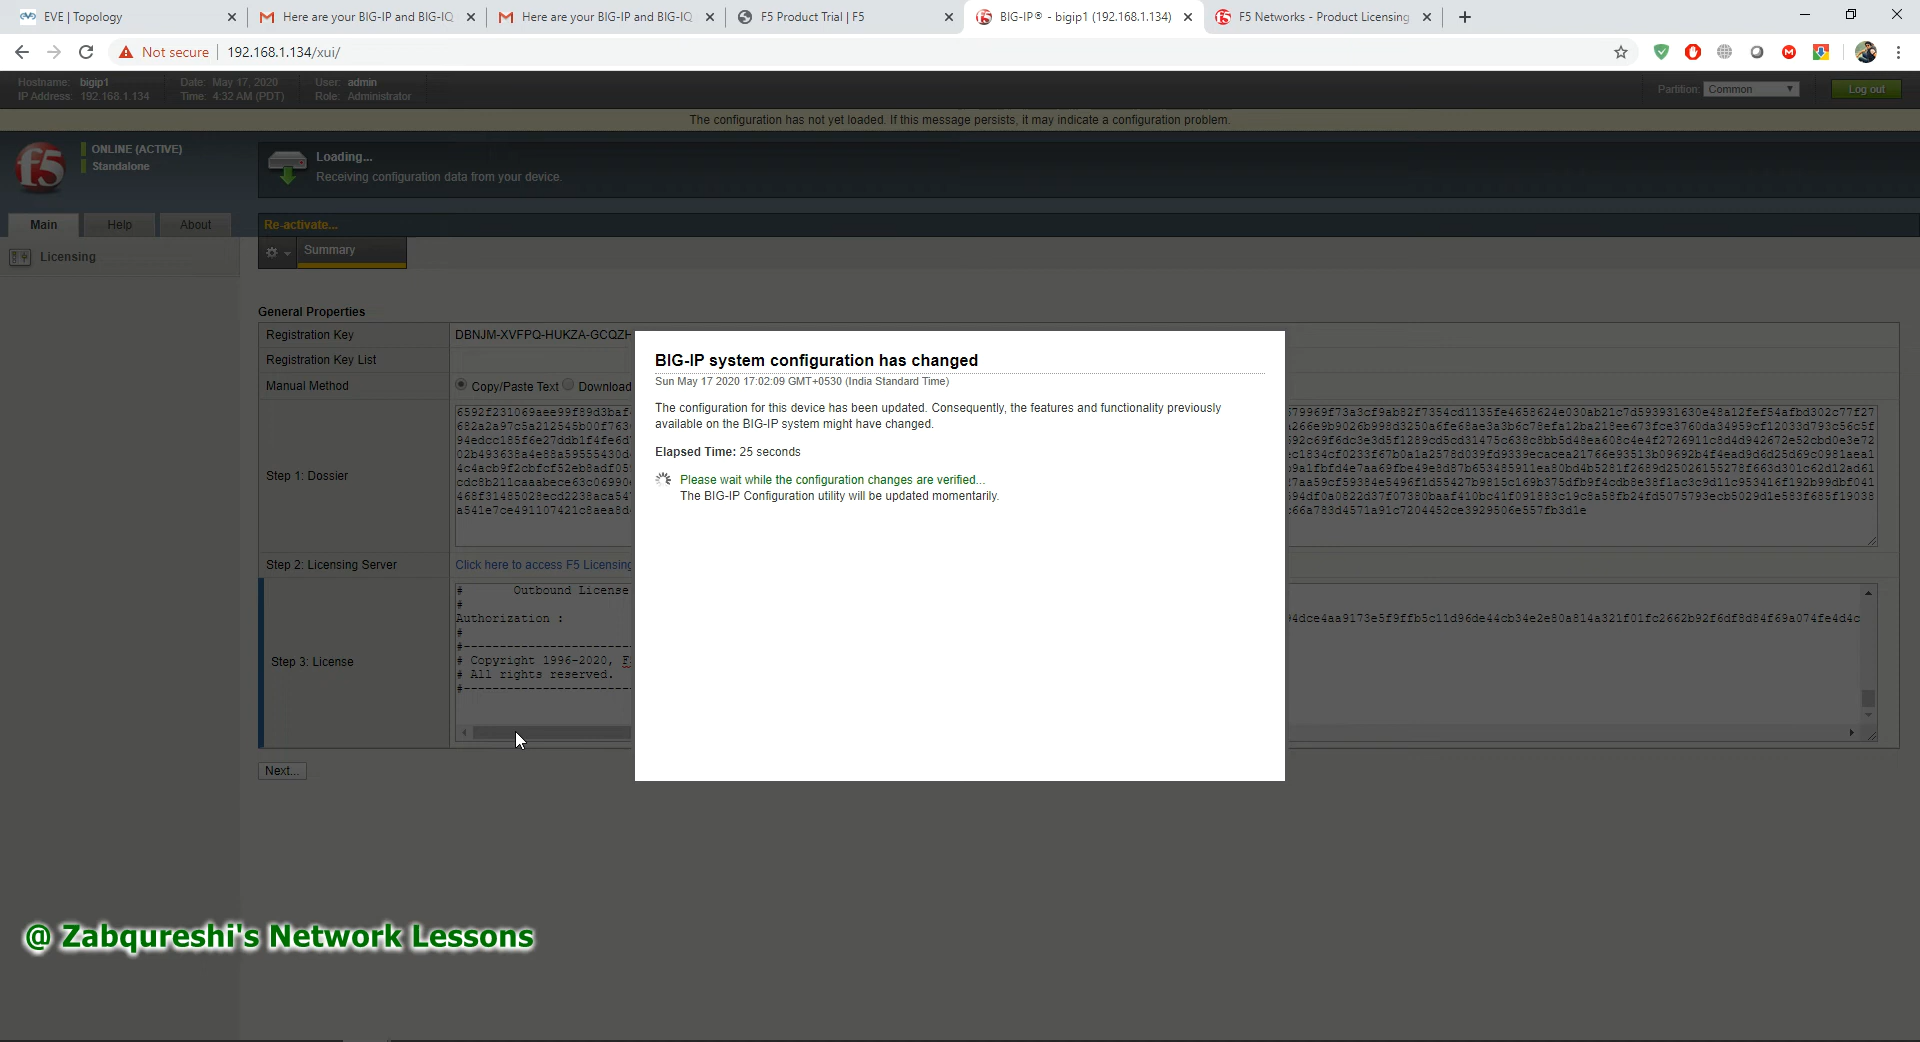 EVE | Topology
Here are your BIG-IP and BIG-IQ
Here are your BIG-IP and BIG-IQ
F5 Product Trial | F5
BIG-IP® - bigip1 (192.168.1.134)
F5 Networks - Product Licensing
Not secure
192.168.1.134/xui/
Hostname: bigip1
Date: May 17, 2020
User: admin
IP Address: 192.168.1.134
Time: 4:32 AM (PDT)
Role: Administrator
Partition: Common
Log out
The configuration has not yet loaded. If this message persists, it may indicate a configuration problem.
f5
ONLINE (ACTIVE)
Standalone
Loading...
Receiving configuration data from your device.
Main
Help
About
Re-activate...
Licensing
Summary
General Properties
Registration Key
DBNJM-XVFPQ-HUKZA-GCQZH
Registration Key List
Manual Method
Copy/Paste Text
Download
Step 1: Dossier
Step 2: Licensing Server
Click here to access F5 Licensing
Step 3: License
# Outbound License
#
Authorization :
#
#
# Copyright 1996-2020,
# All rights reserved.
#
Next...
BIG-IP system configuration has changed
Sun May 17 2020 17:02:09 GMT+0530 (India Standard Time)
The configuration for this device has been updated. Consequently, the features and functionality previously
available on the BIG-IP system might have changed.
Elapsed Time: 25 seconds
Please wait while the configuration changes are verified...
The BIG-IP Configuration utility will be updated momentarily.
@ Zabqureshi's Network Lessons